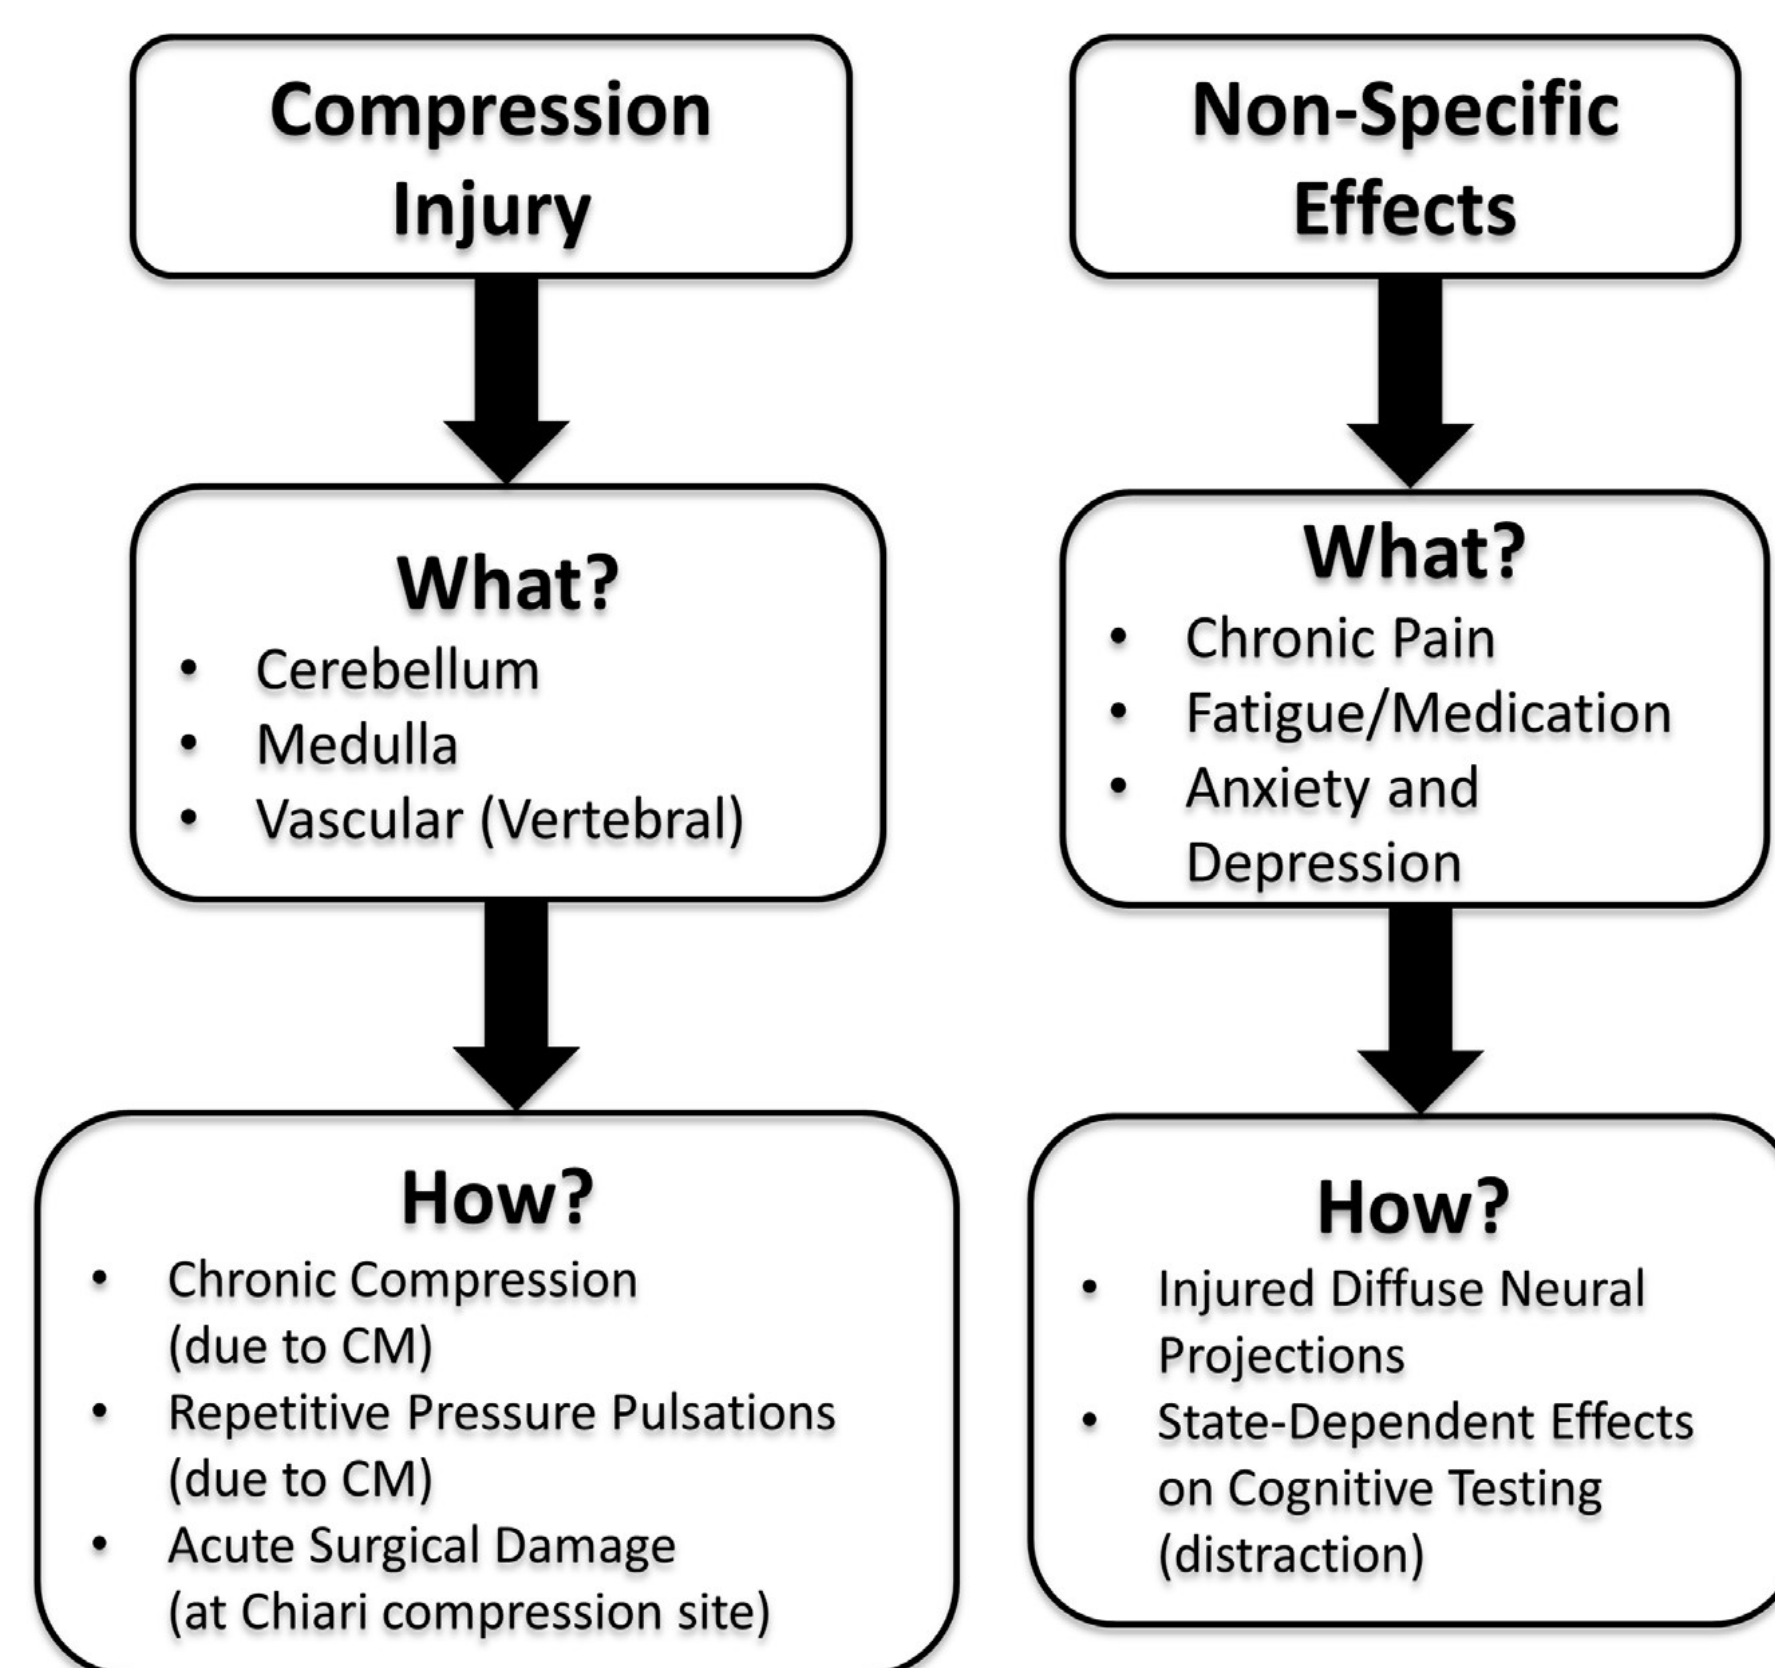 Compression
Injury
What?
• Cerebellum
• Medulla
• Vascular (Vertebral)
How?
• Chronic Compression
(due to CM)
• Repetitive Pressure Pulsations
(due to CM)
• Acute Surgical Damage
(at Chiari compression site)
Non-Specific
Effects
What?
• Chronic Pain
• Fatigue/Medication
• Anxiety and
Depression
How?
• Injured Diffuse Neural
Projections
• State-Dependent Effects
on Cognitive Testing
(distraction)